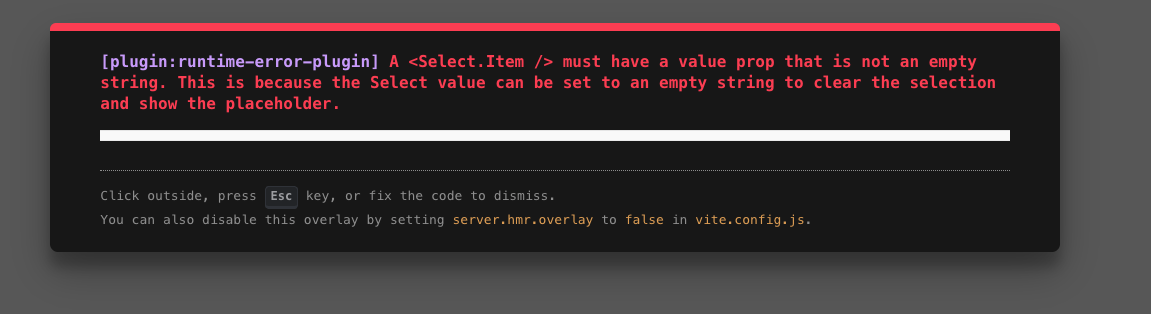 [plugin:runtime-error-plugin] A <Select.Item /> must have a value prop that is not an empty
string. This is because the Select value can be set to an empty string to clear the selection
and show the placeholder.
Click outside, press Esc key, or fix the code to dismiss.
You can also disable this overlay by setting server.hmr.overlay to false in vite.config.js.